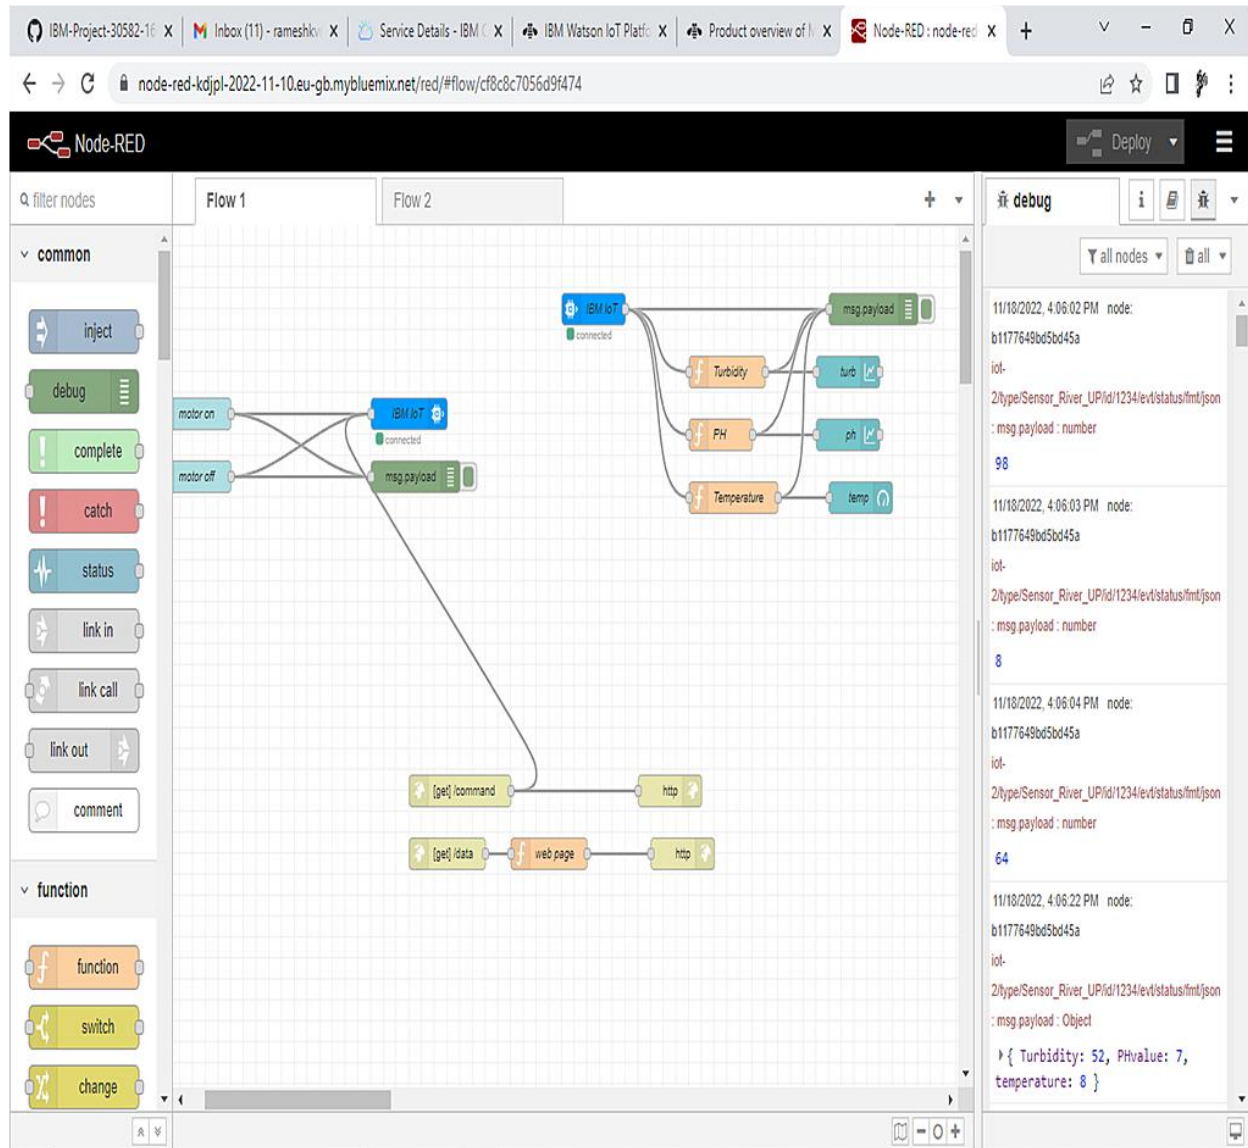 IBM-Project-30582-16
Inbox (11) - rameshkv
Service Details - IBM C
IBM Watson IoT Platfo
Product overview of N
Node-RED : node-red
node-red-kdjpl-2022-11-10.eu-gb.mybluemix.net/red/#flow/cf8c8c7056d9f474
Node-RED
Deploy
filter nodes
Flow 1
Flow 2
debug
i
common
all nodes
all
inject
debug
complete
catch
status
link in
link call
link out
comment
function
function
switch
change
IBM IoT
connected
msg.payload
Turbidity
turb
PH
ph
Temperature
temp
motor on
IBM IoT
connected
motor off
msg.payload
[get] /command
http
[get] /data
web page
http
11/18/2022, 4:06:02 PM node:
b1177649bd5bd45a
iot-
2/type/Sensor_River_UP/id/1234/evt/status/fmt/json
: msg.payload : number
98
11/18/2022, 4:06:03 PM node:
b1177649bd5bd45a
iot-
2/type/Sensor_River_UP/id/1234/evt/status/fmt/json
: msg.payload : number
8
11/18/2022, 4:06:04 PM node:
b1177649bd5bd45a
iot-
2/type/Sensor_River_UP/id/1234/evt/status/fmt/json
: msg.payload : number
64
11/18/2022, 4:06:22 PM node:
b1177649bd5bd45a
iot-
2/type/Sensor_River_UP/id/1234/evt/status/fmt/json
: msg.payload : Object
{ Turbidity: 52, PHvalue: 7,
temperature: 8 }